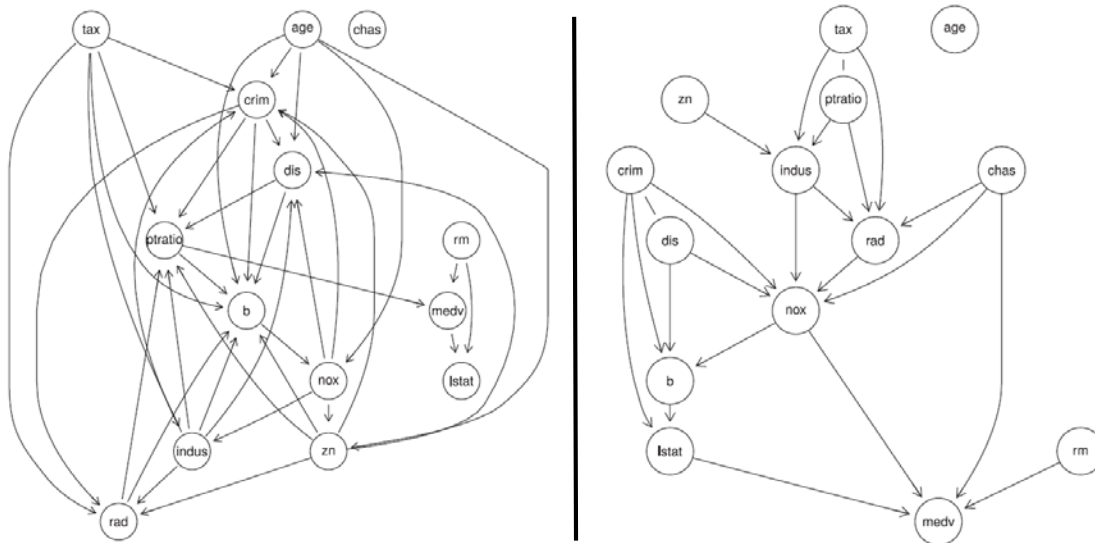 tax
age
chas
crim
dis
ptratio
rm
b
medv
nox
lstat
indus
zn
rad
tax
age
zn
ptratio
crim
indus
chas
dis
rad
nox
b
lstat
rm
medv